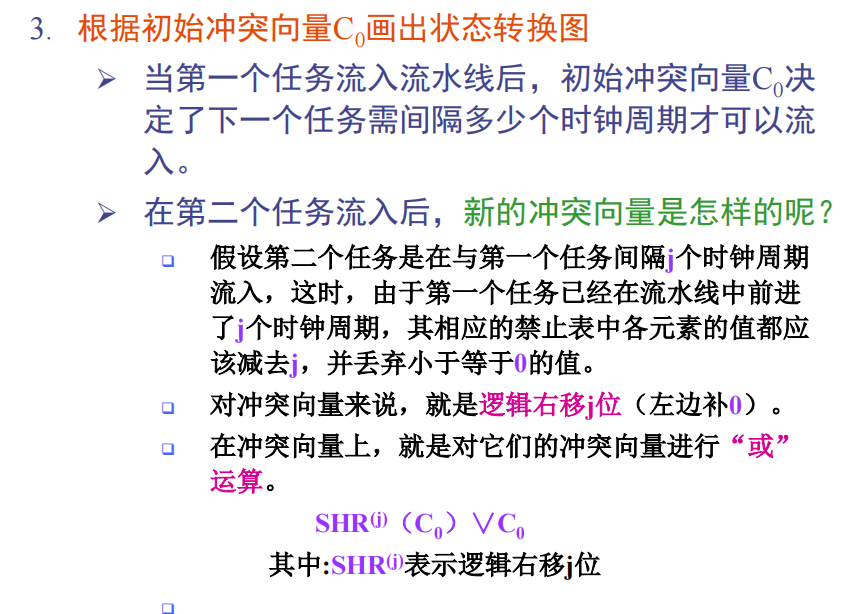 3. 根据初始冲突向量C0画出状态转换图
➢ 当第一个任务流入流水线后，初始冲突向量C0决
定了下一个任务需间隔多少个时钟周期才可以流
入。
➢ 在第二个任务流入后，新的冲突向量是怎样的呢？
❑ 假设第二个任务是在与第一个任务间隔j个时钟周期
流入，这时，由于第一个任务已经在流水线中前进
了j个时钟周期，其相应的禁止表中各元素的值都应
该减去j，并丢弃小于等于0的值。
❑ 对冲突向量来说，就是逻辑右移j位（左边补0）。
❑ 在冲突向量上，就是对它们的冲突向量进行“或”
运算。
SHR(j)（C0）∨C0
其中:SHR(j)表示逻辑右移j位